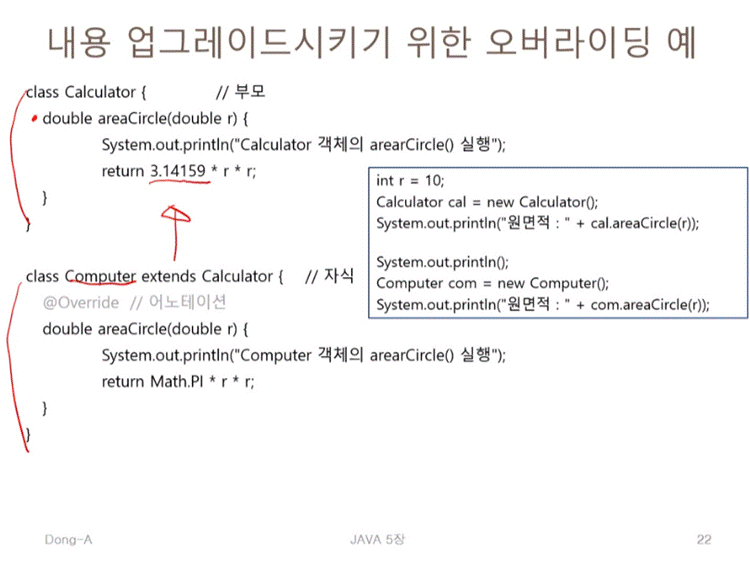 내용 업그레이드시키기 위한 오버라이딩 예
class Calculator { // 부모
double areaCircle(double r) {
System.out.println("Calculator 객체의 arearCircle() 실행");
return 3.14159 * r * r;
}
}
class Computer extends Calculator { // 자식
@Override // 어노테이션
double areaCircle(double r) {
System.out.println("Computer 객체의 arearCircle() 실행");
return Math.PI * r * r;
}
}
int r = 10;
Calculator cal = new Calculator();
System.out.println("원면적 : " + cal.areaCircle(r));
System.out.println();
Computer com = new Computer();
System.out.println("원면적 : " + com.areaCircle(r));
Dong-A
JAVA 5장
22